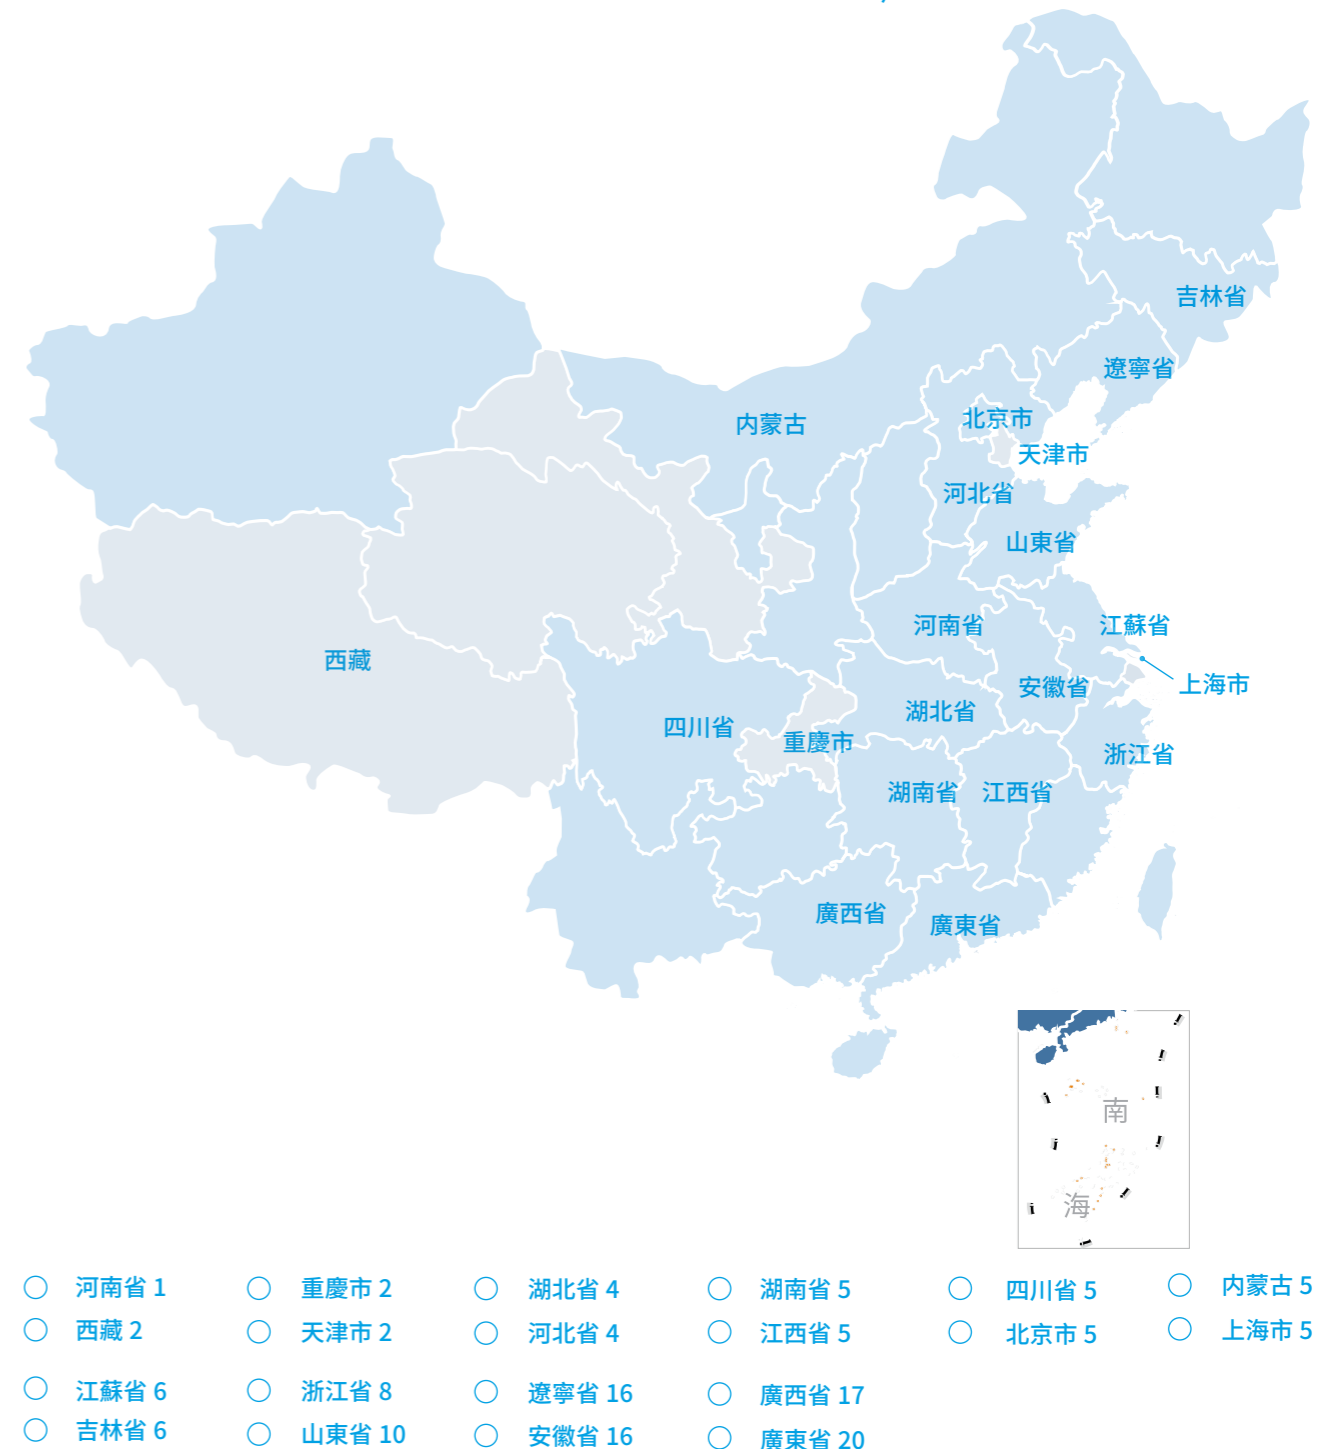 吉林省
遼寧省
北京市
内蒙古
天津市
河北省
山東省
河南省
江蘇省
西藏
上海市
安徽省
湖北省
四川省
重慶市
浙江省
湖南省
江西省
廣西省
廣東省
南
海
河南省 1
重慶市 2
湖北省 4
湖南省 5
四川省 5
内蒙古 5
西藏 2
天津市 2
河北省 4
江西省 5
北京市 5
上海市 5
江蘇省 6
浙江省 8
遼寧省 16
廣西省 17
吉林省 6
山東省 10
安徽省 16
廣東省 20